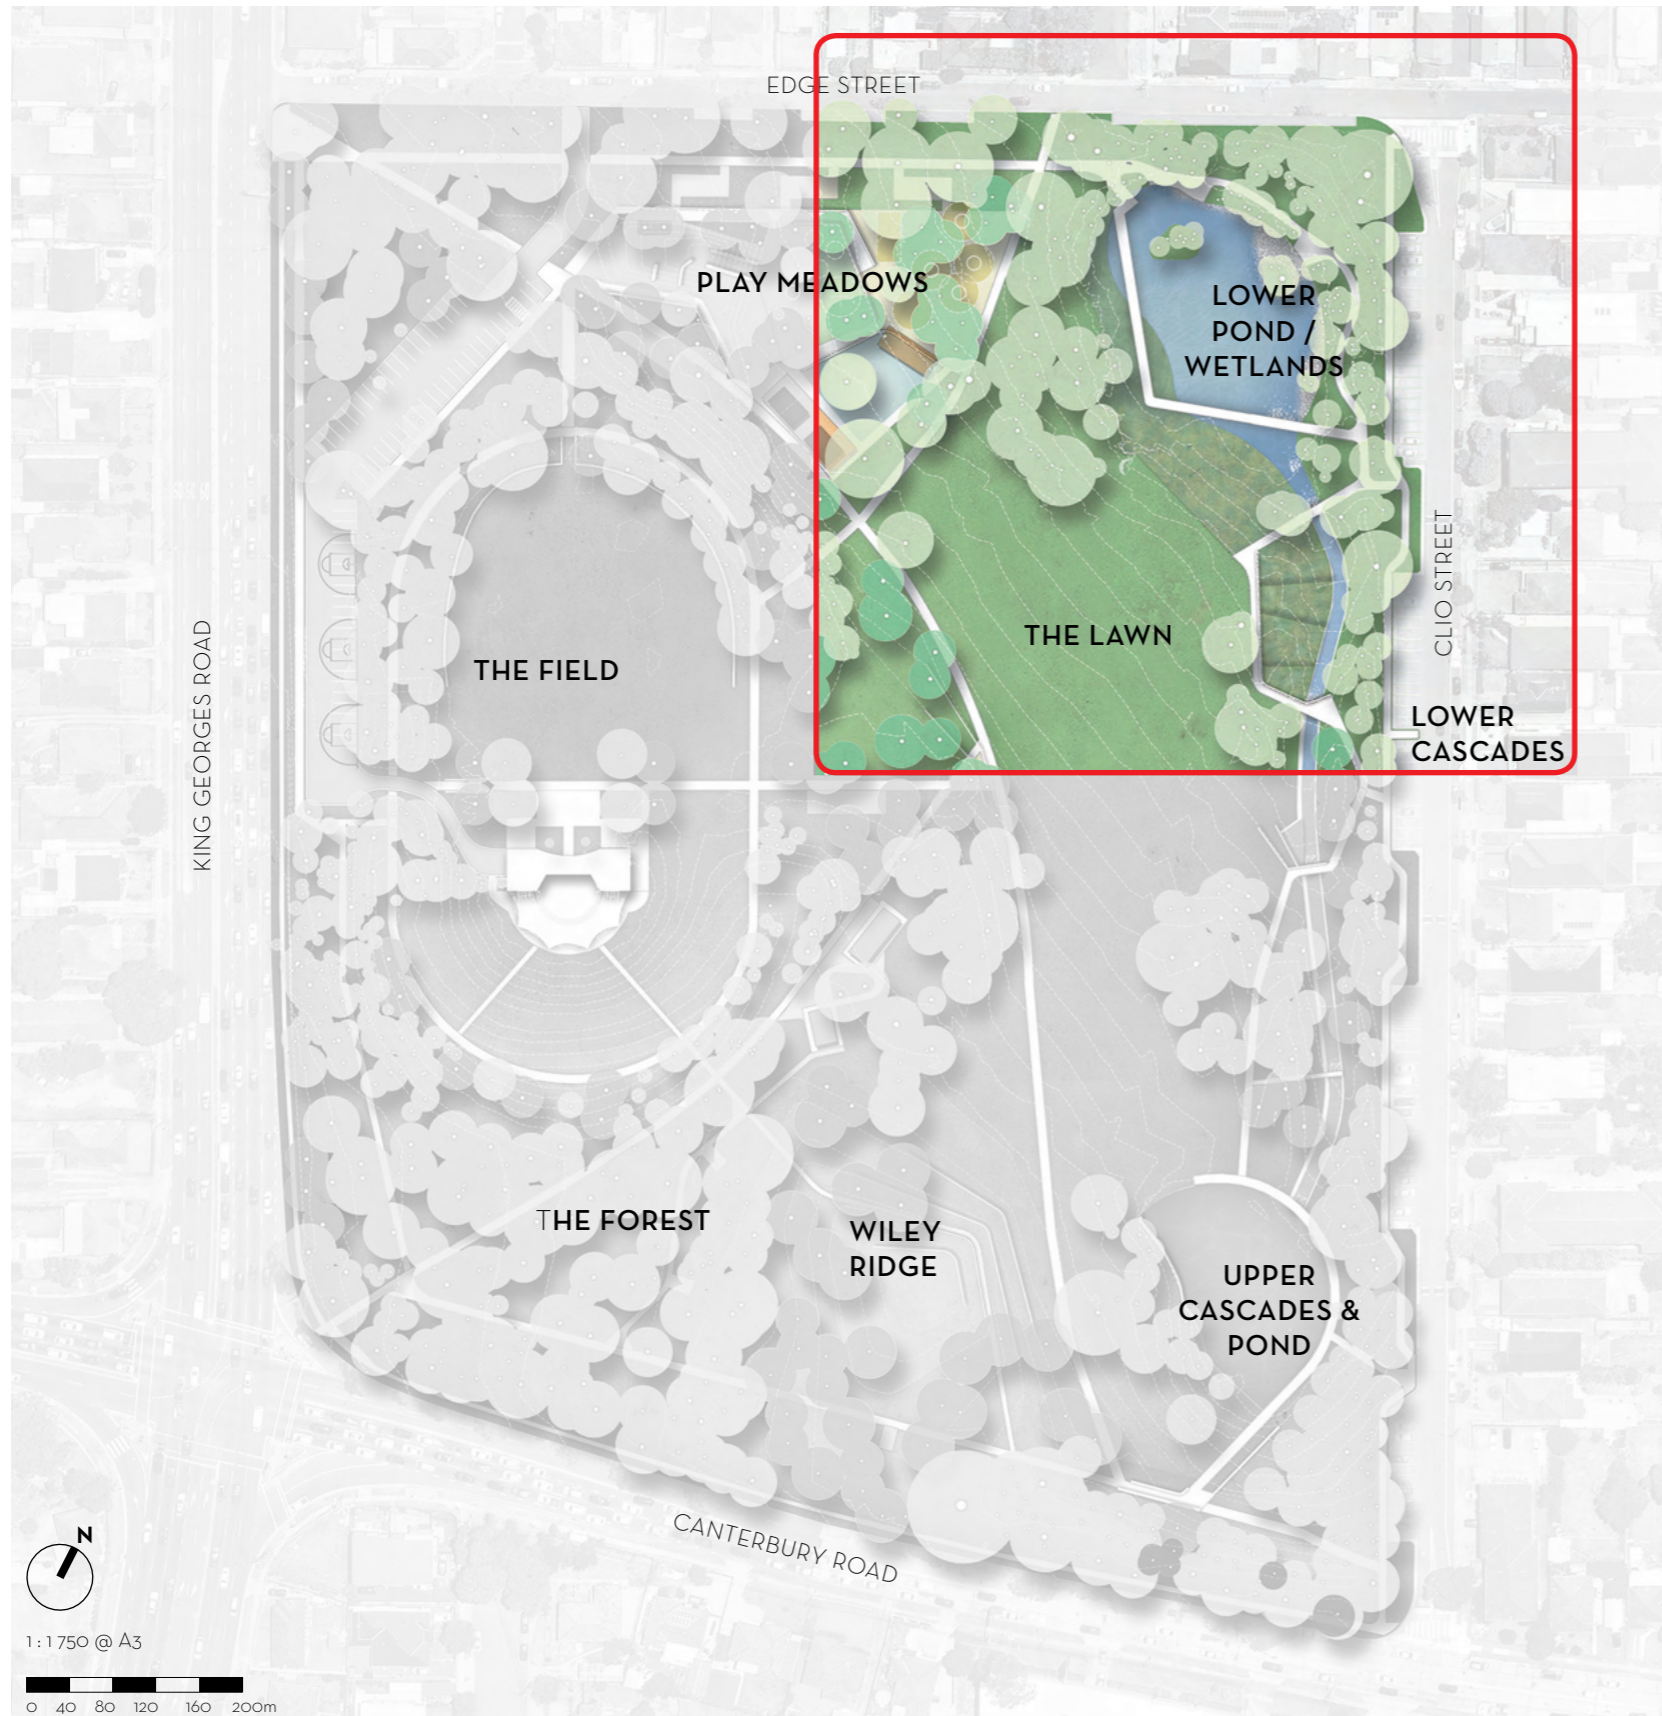 EDGE STREET
PLAY MEADOWS
LOWER
POND /
WETLANDS
CLIO STREET
THE LAWN
THE FIELD
KING GEORGES ROAD
LOWER
CASCADES
THE FOREST
WILEY
RIDGE
UPPER
CASCADES &
POND
CANTERBURY ROAD
N
1:1750 @ A3
0 40 80 120 160 200m